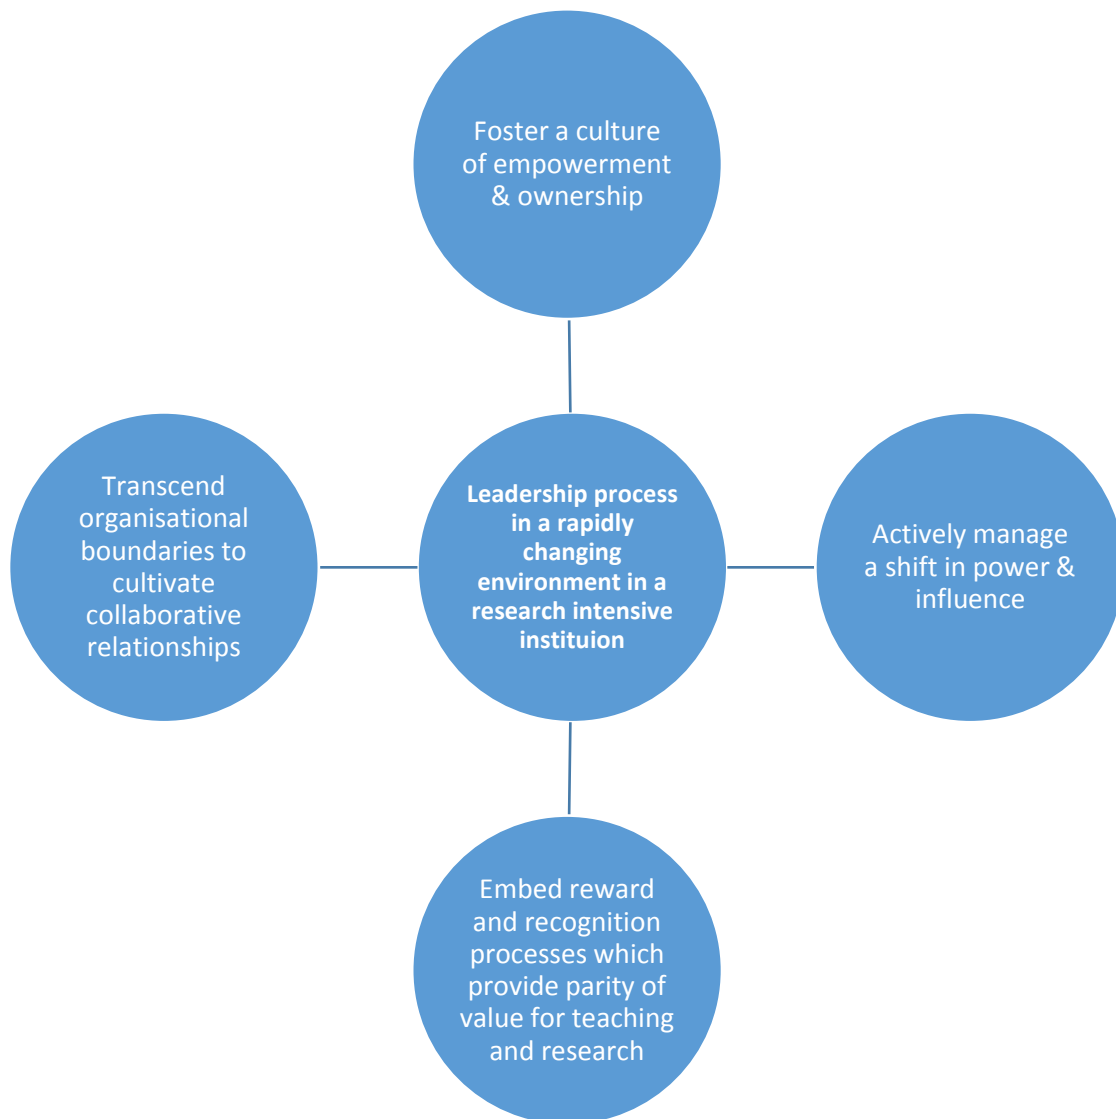 Foster a culture
of empowerment
& ownership
Transcend
organisational
boundaries to
cultivate
collaborative
relationships
Leadership process
in a rapidly
changing
environment in a
research intensive
instituion
Actively manage
a shift in power &
influence
Embed reward
and recognition
processes which
provide parity of
value for teaching
and research